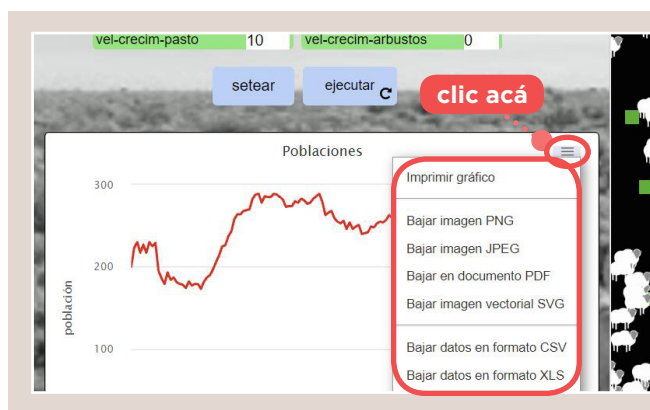 vel-crecim-pasto 10 vel-crecim-arbustos 0
setear ejecutar
clic acá
Poblaciones
Imprimir gráfico
Bajar imagen PNG
Bajar imagen JPEG
Bajar en documento PDF
Bajar imagen vectorial SVG
Bajar datos en formato CSV
Bajar datos en formato XLS
población
300
200
100